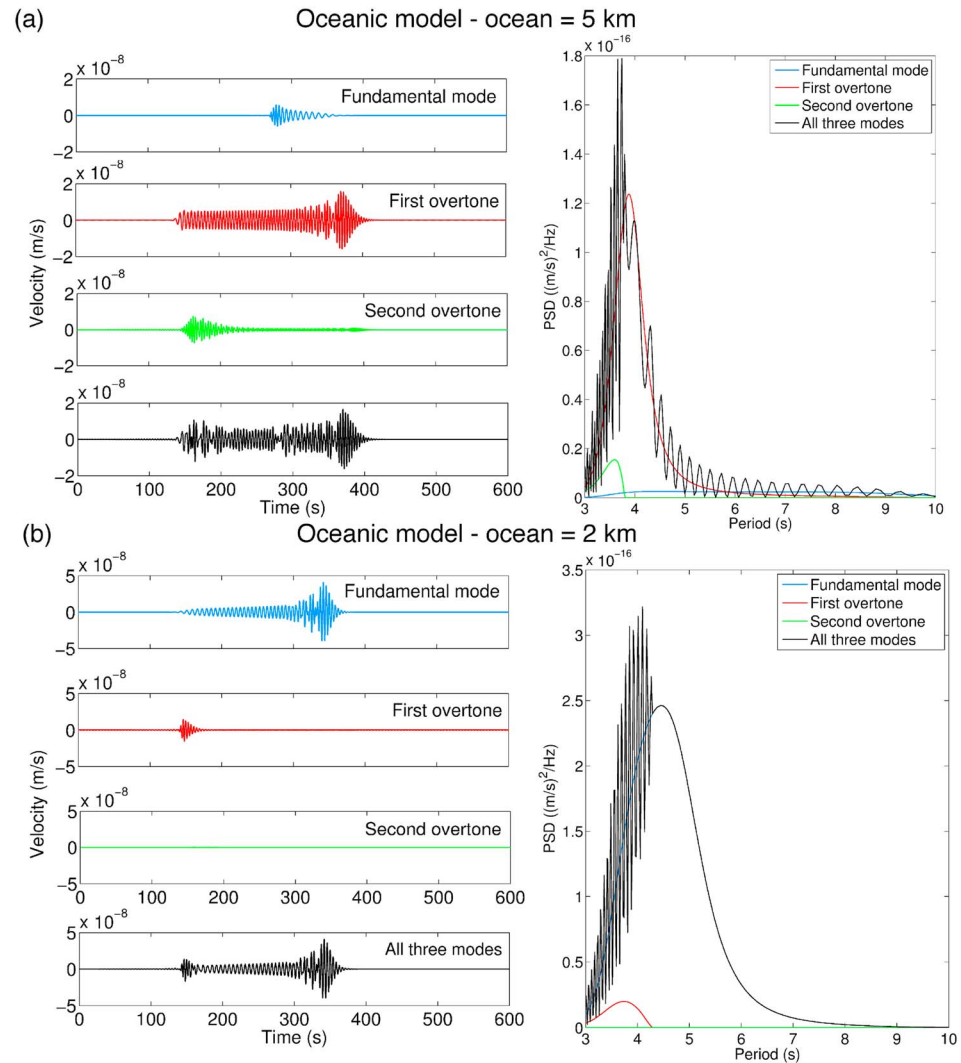 (a)
Oceanic model - ocean = 5 km
x 10⁻⁸
2
0
−2
Fundamental mode
x 10⁻⁸
2
0
−2
First overtone
x 10⁻⁸
2
0
−2
Second overtone
x 10⁻⁸
2
0
−2
0 100 200 300 400 500 600
Time (s)
Velocity (m/s)
x 10⁻¹⁶
1.8
1.6
1.4
1.2
1
0.8
0.6
0.4
0.2
0
PSD ((m/s)²/Hz)
3 4 5 6 7 8 9 10
Period (s)
Fundamental mode
First overtone
Second overtone
All three modes
(b)
Oceanic model - ocean = 2 km
x 10⁻⁸
5
0
−5
Fundamental mode
x 10⁻⁸
5
0
−5
First overtone
x 10⁻⁸
5
0
−5
Second overtone
0 100 200 300 400 500 600
x 10⁻⁸
5
0
−5
All three modes
0 100 200 300 400 500 600
Time (s)
Velocity (m/s)
x 10⁻¹⁶
3.5
3
2.5
2
1.5
1
0.5
0
PSD ((m/s)²/Hz)
3 4 5 6 7 8 9 10
Period (s)
Fundamental mode
First overtone
Second overtone
All three modes